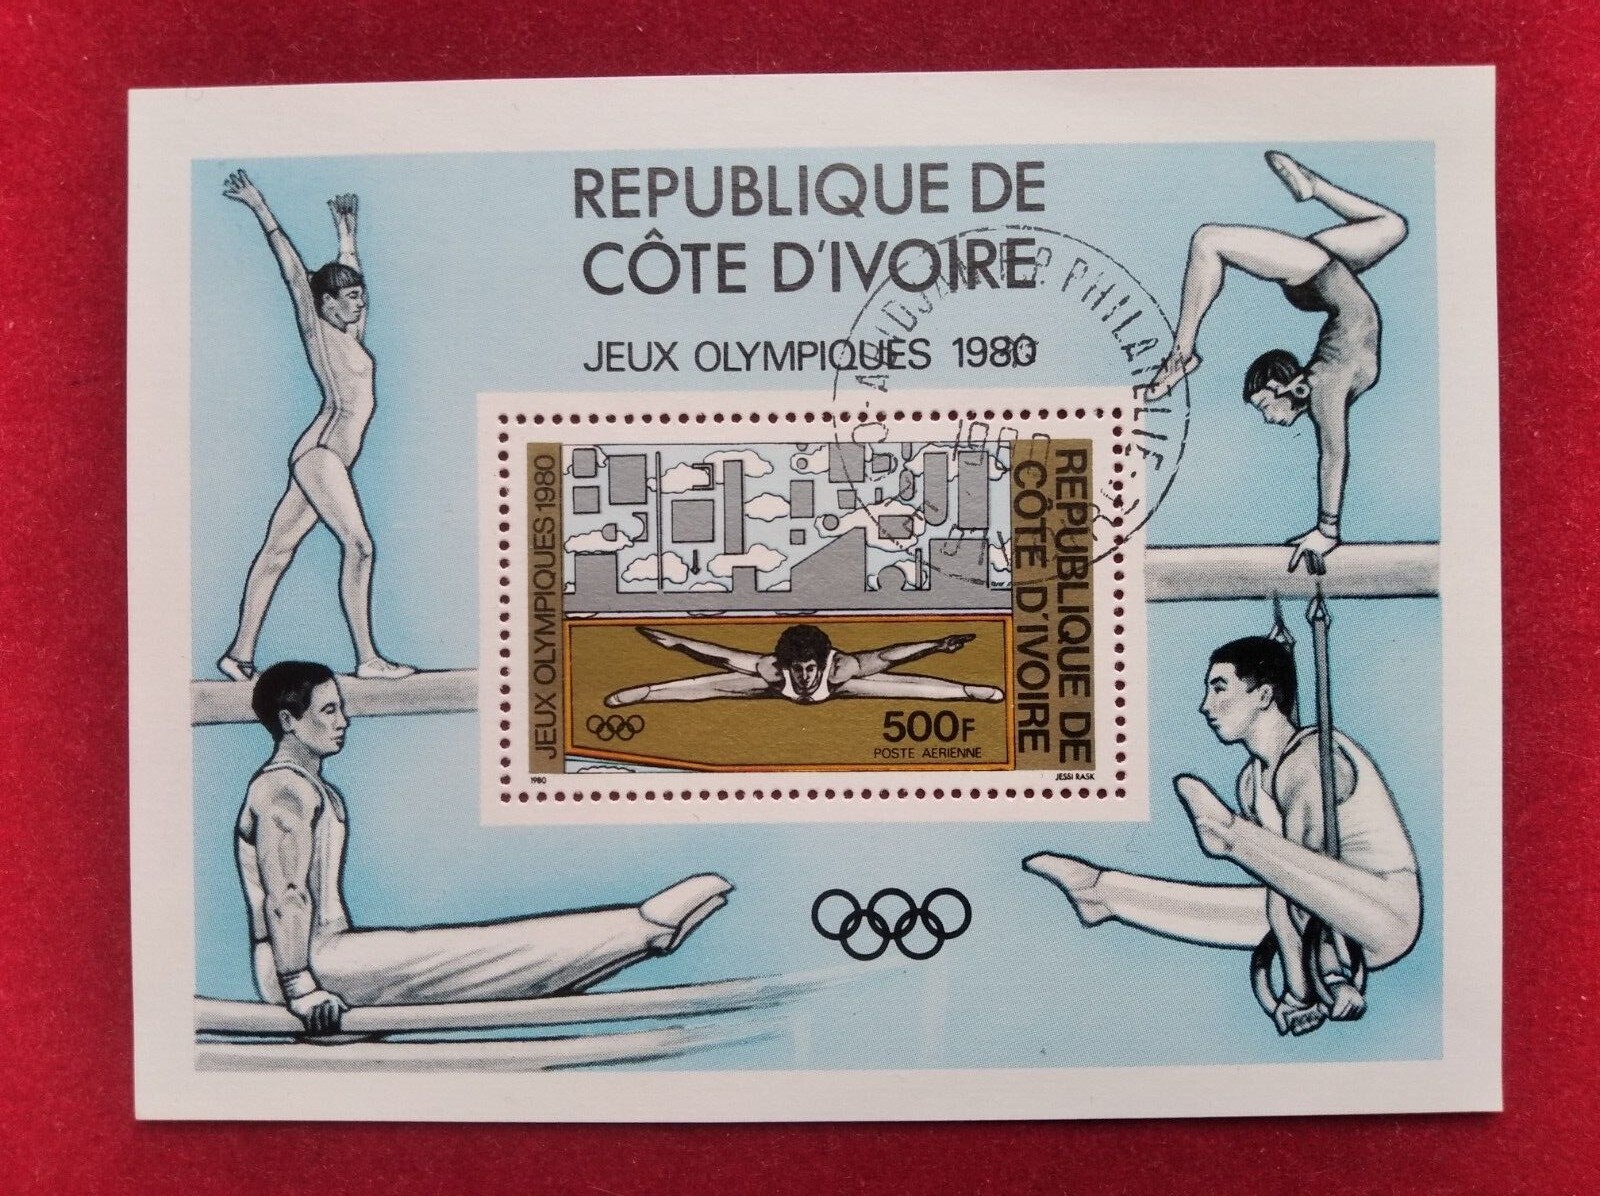 REPUBLIQUE DE
CÔTE D'IVOIRE
JEUX OLYMPIQUES 1980
PHILATELIE
JEUX OLYMPIQUES 1980
REPUBLIQUE DE
CÔTE D'IVOIRE
500F
POSTE AERIENNE
1980
JESSI RASK